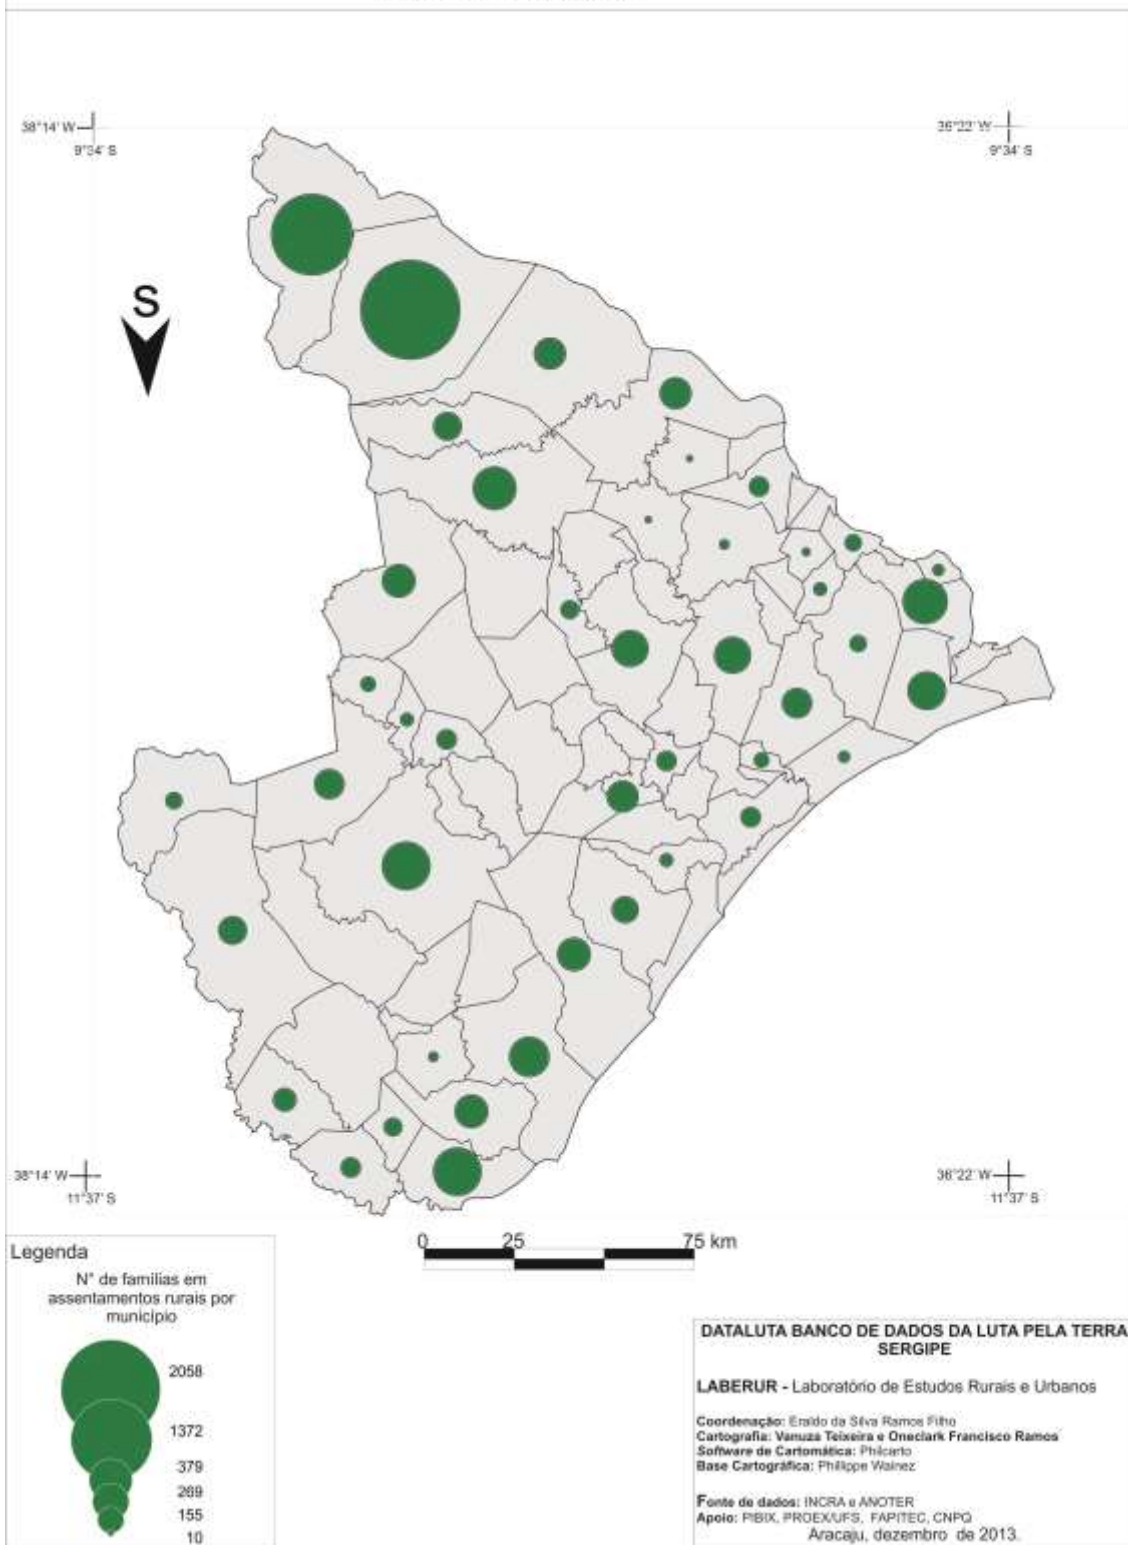 38°14' W
9°34' S
36°22' W
9°34' S
S
38°14' W
11°37' S
36°22' W
11°37' S
0 25 75 km
Legenda
N° de famílias em
assentamentos rurais por
município
2058
1372
379
269
155
10
DATALUTA BANCO DE DADOS DA LUTA PELA TERRA
SERGIPE
LABERUR - Laboratório de Estudos Rurais e Urbanos
Coordenação: Eraldo da Silva Ramos Filho
Cartografia: Vanuza Teixeira e Oneclark Francisco Ramos
Software de Cartomática: Philcarto
Base Cartográfica: Phillippe Wainez
Fonte de dados: INCRA e ANOTER
Apoio: PIBIX, PROEX/UFS, FAPITEC, CNPQ
Aracaju, dezembro de 2013.